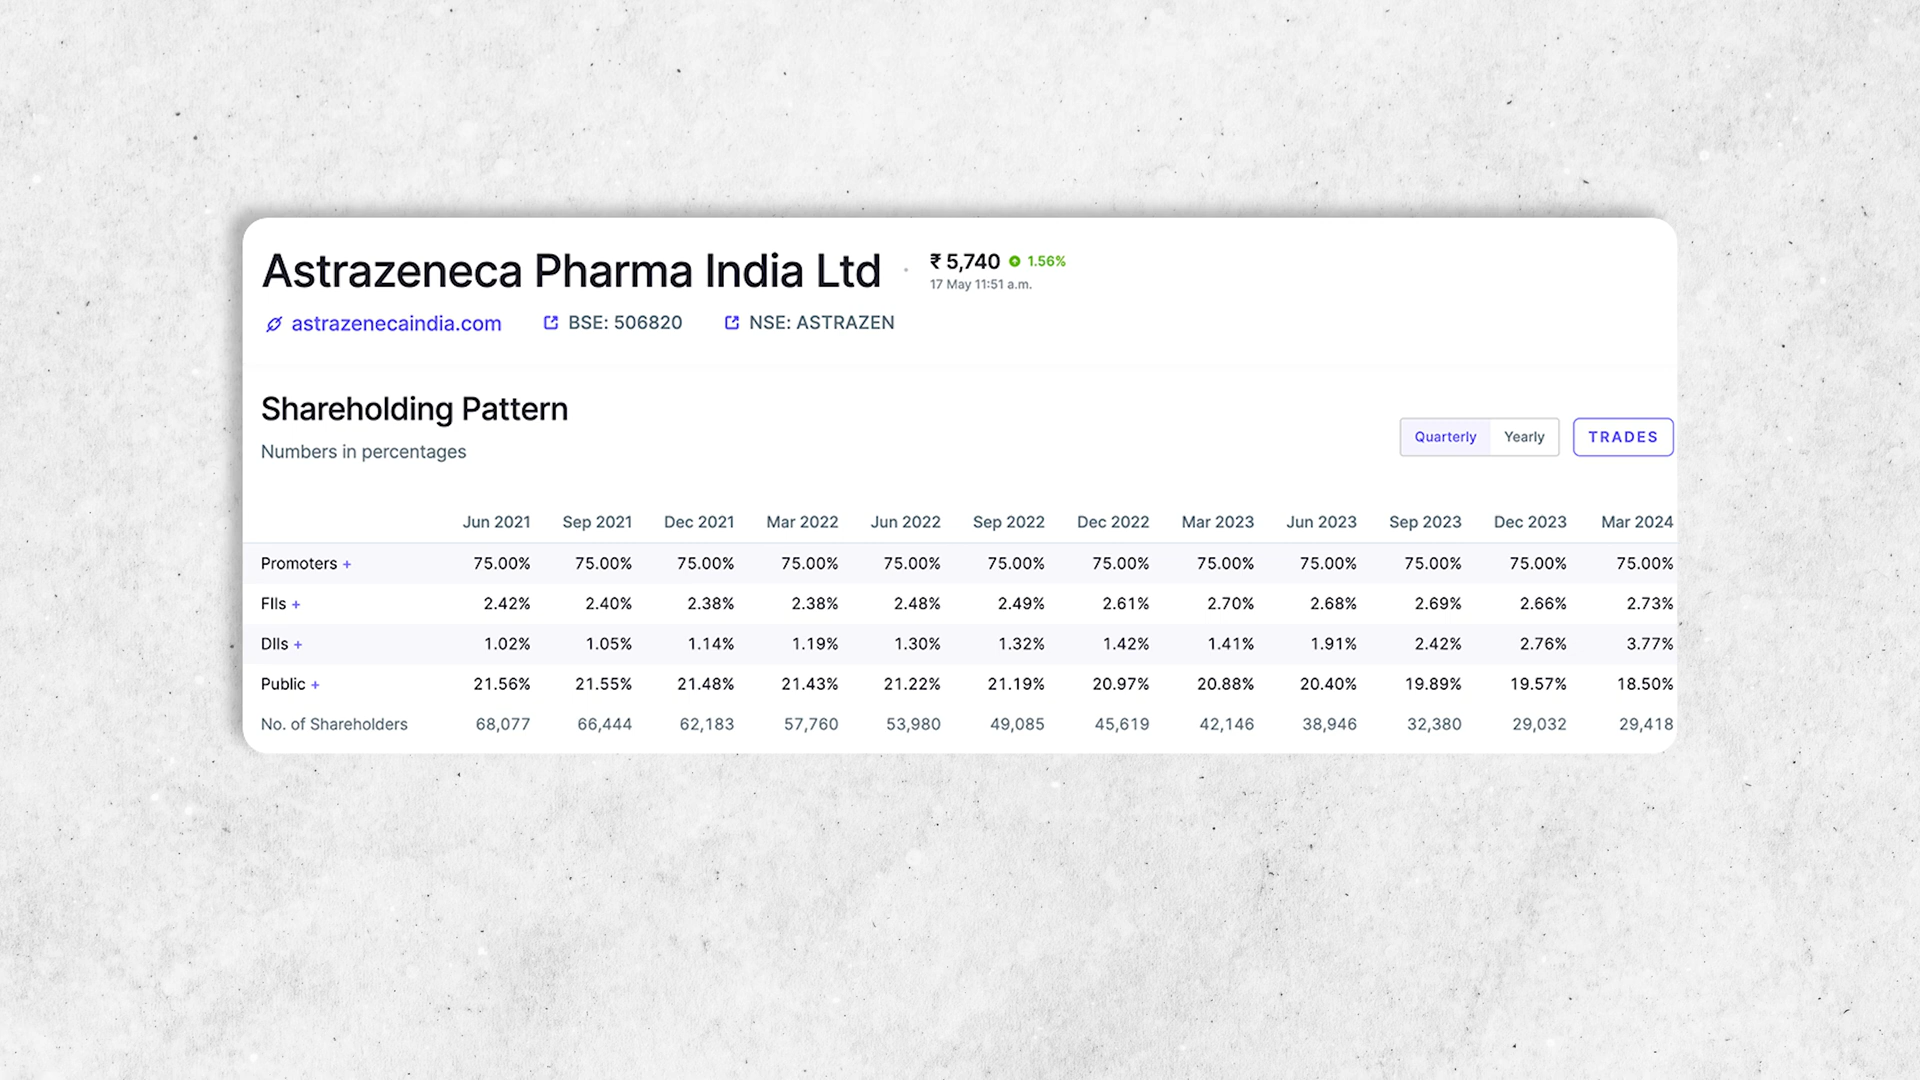 Astrazeneca Pharma India Ltd
₹ 5,740 1.56%
17 May 11:51 a.m.
astrazenecaindia.com BSE: 506820 NSE: ASTRAZEN
Shareholding Pattern
Numbers in percentages
Quarterly Yearly TRADES
Jun 2021 Sep 2021 Dec 2021 Mar 2022 Jun 2022 Sep 2022 Dec 2022 Mar 2023 Jun 2023 Sep 2023 Dec 2023 Mar 2024
Promoters + 75.00% 75.00% 75.00% 75.00% 75.00% 75.00% 75.00% 75.00% 75.00% 75.00% 75.00% 75.00%
FIIs + 2.42% 2.40% 2.38% 2.38% 2.48% 2.49% 2.61% 2.70% 2.68% 2.69% 2.66% 2.73%
DIIs + 1.02% 1.05% 1.14% 1.19% 1.30% 1.32% 1.42% 1.41% 1.91% 2.42% 2.76% 3.77%
Public + 21.56% 21.55% 21.48% 21.43% 21.22% 21.19% 20.97% 20.88% 20.40% 19.89% 19.57% 18.50%
No. of Shareholders 68,077 66,444 62,183 57,760 53,980 49,085 45,619 42,146 38,946 32,380 29,032 29,418